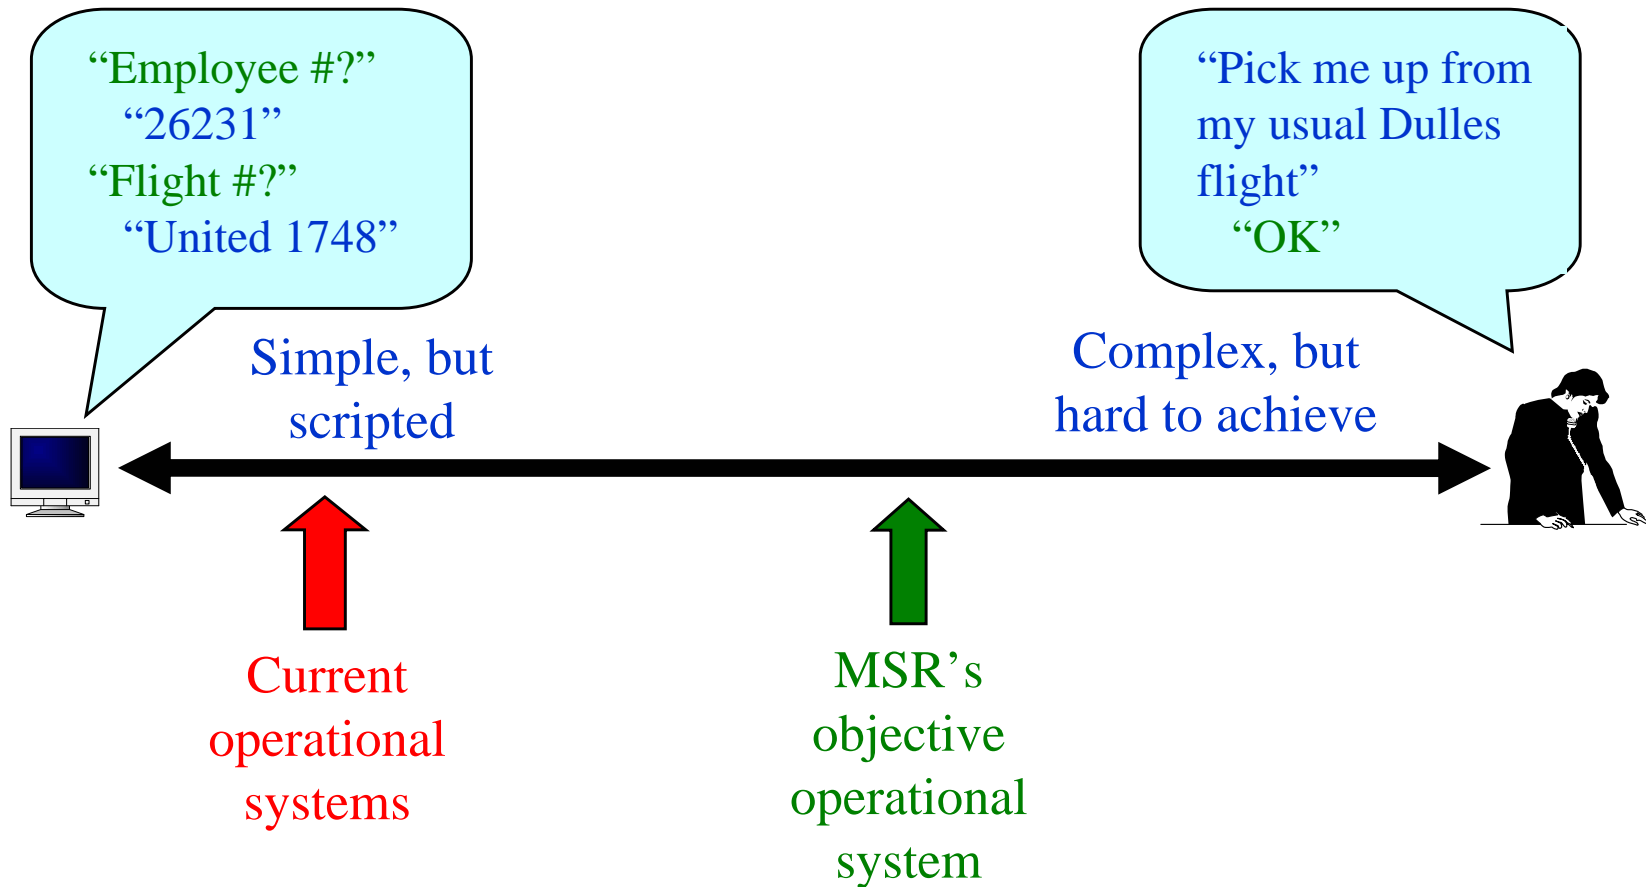 “Employee #?”
“26231”
“Flight #?”
“United 1748”
“Pick me up from
my usual Dulles
flight”
“OK”
Simple, but
scripted
Complex, but
hard to achieve
Current
operational
systems
MSR’s
objective
operational
system